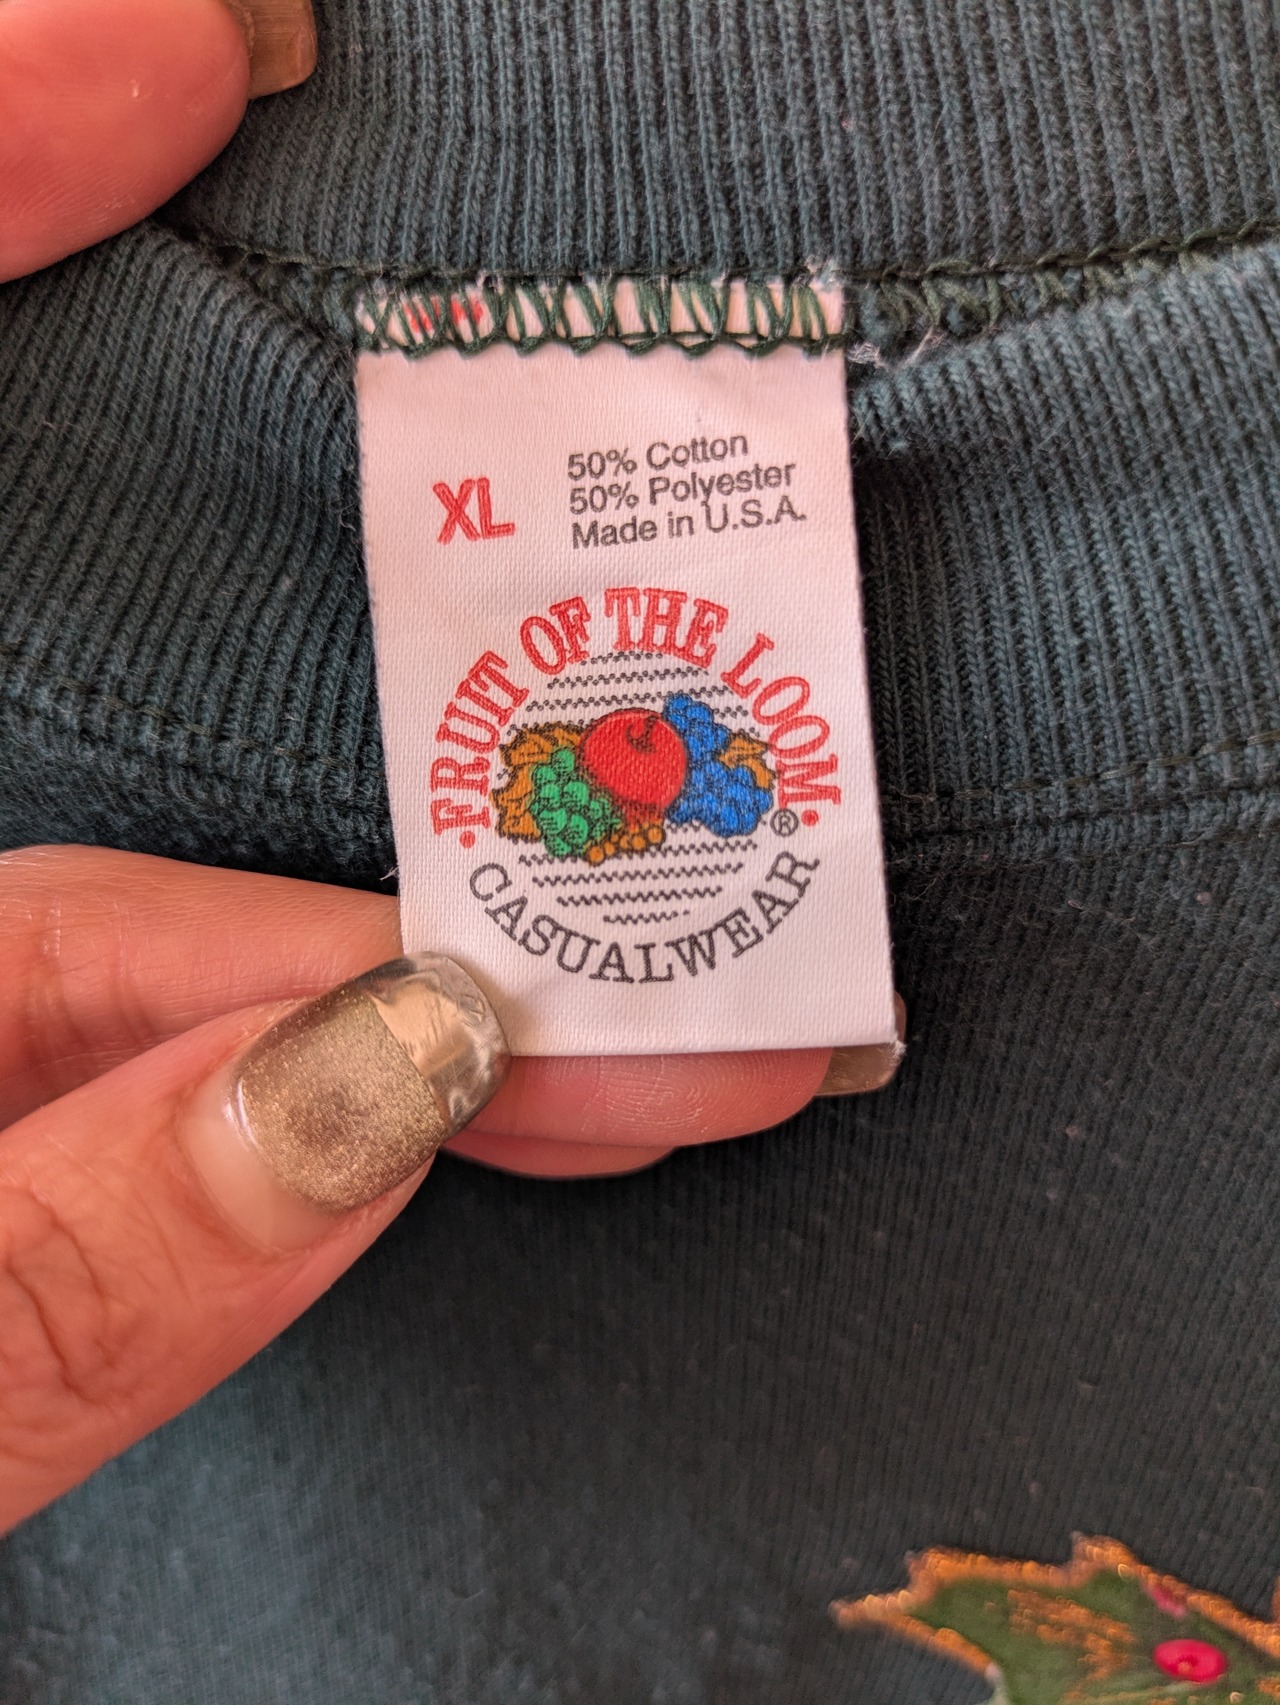 XL
50% Cotton
50% Polyester
Made in U.S.A.
•FRUIT OF THE LOOM•
®
CASUALWEAR